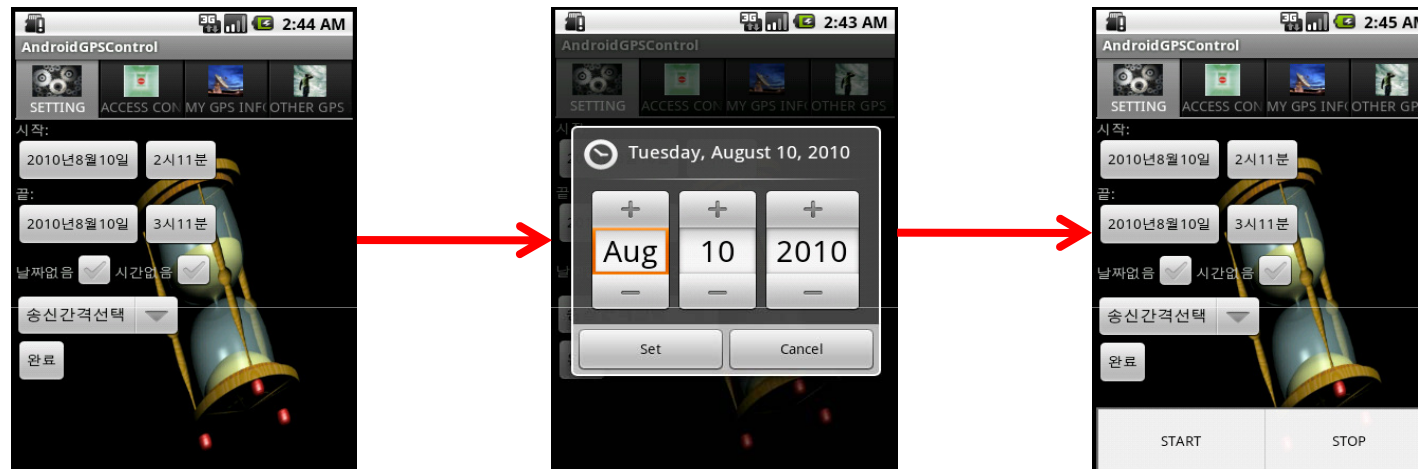 2:44 AM
AndroidGPSControl
SETTING ACCESS CON MY GPS INF OTHER GPS
시작:
2010년8월10일 2시11분
끝:
2010년8월10일 3시11분
날짜없음 시간없음
송신간격선택
완료
3G 2:43 AM
AndroidGPSControl
SETTING ACCESS CON MY GPS INF OTHER GPS
Tuesday, August 10, 2010
+ + +
Aug 10 2010
- - -
Set Cancel
3G 2:45 AM
AndroidGPSControl
SETTING ACCESS CON MY GPS INF OTHER GP
시작:
2010년8월10일 2시11분
끝:
2010년8월10일 3시11분
날짜없음 시간없음
송신간격선택
완료
START STOP